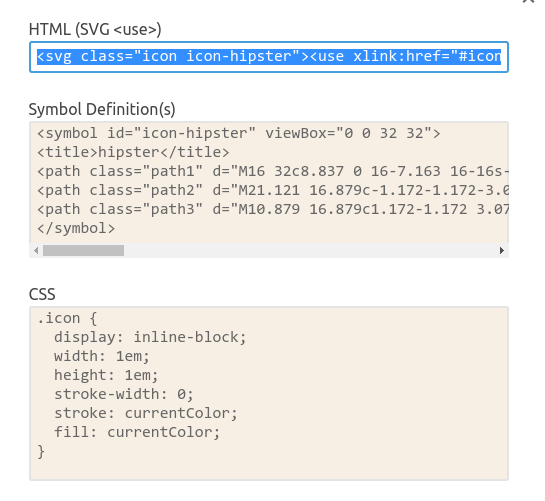 HTML (SVG <use>)
<svg class="icon icon-hipster"><use xlink:href="#icon
Symbol Definition(s)
<symbol id="icon-hipster" viewBox="0 0 32 32">
<title>hipster</title>
<path class="path1" d="M16 32c8.837 0 16-7.163 16-16s-
<path class="path2" d="M21.121 16.879c-1.172-1.172-3.0
<path class="path3" d="M10.879 16.879c1.172-1.172 3.07
</symbol>
CSS
.icon {
display: inline-block;
width: 1em;
height: 1em;
stroke-width: 0;
stroke: currentColor;
fill: currentColor;
}